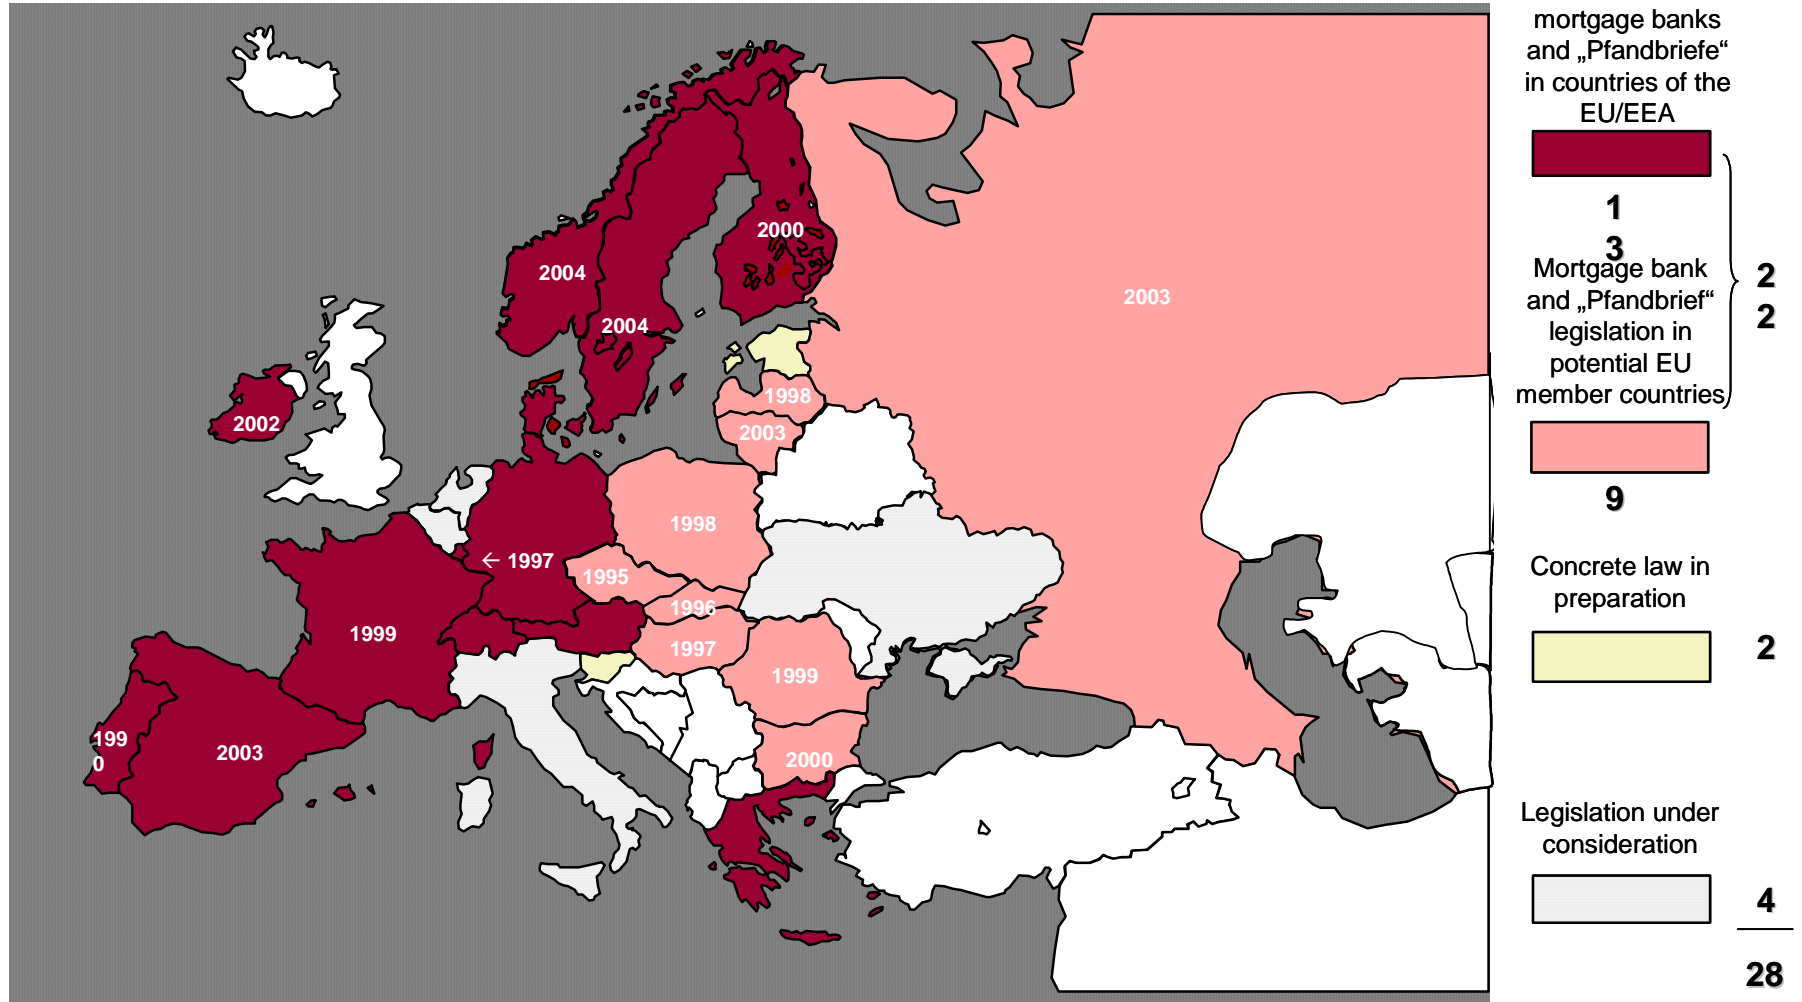 2000
2004
2004
2003
2002
1998
2003
1998
← 1997
1995
1996
1999
1997
1999
199
0
2003
2000
mortgage banks
and „Pfandbriefe“
in countries of the
EU/EEA
1
3
Mortgage bank
and „Pfandbrief“
legislation in
potential EU
member countries
2
2
9
Concrete law in
preparation
2
Legislation under
consideration
4
28